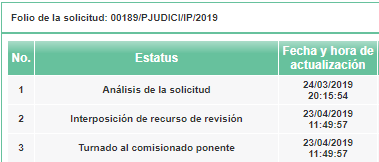 Folio de la solicitud: 00189/PJUDICI/IP/2019
No. Estatus Fecha y hora de
actualización
1 Análisis de la solicitud 24/03/2019
20:15:54
2 Interposición de recurso de revisión 23/04/2019
11:49:57
3 Turnado al comisionado ponente 23/04/2019
11:49:57